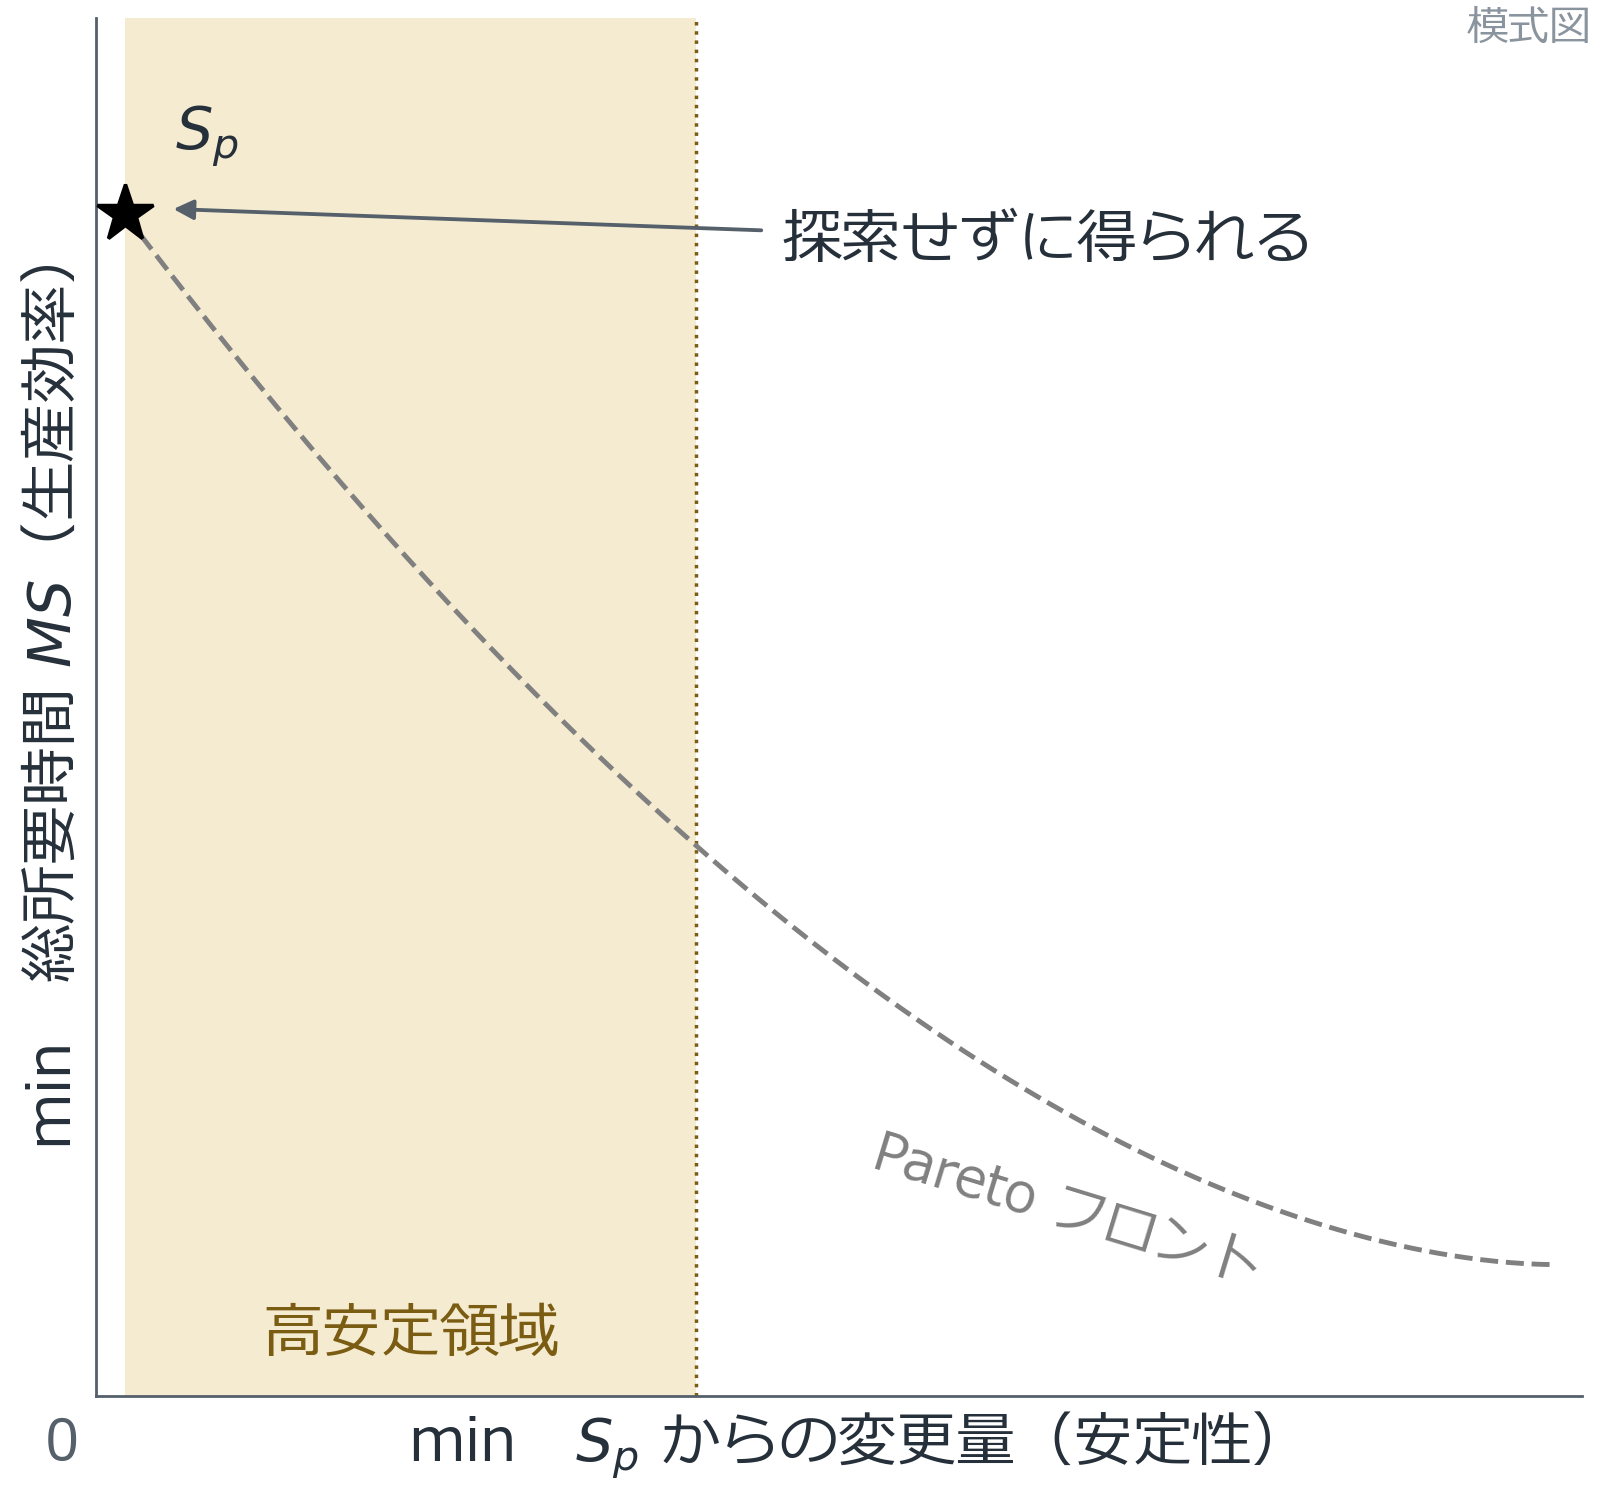 模式図
Sp
探索せずに得られる
min 総所要時間 MS（生産効率）
Pareto フロント
高安定領域
0
min Sp からの変更量（安定性）